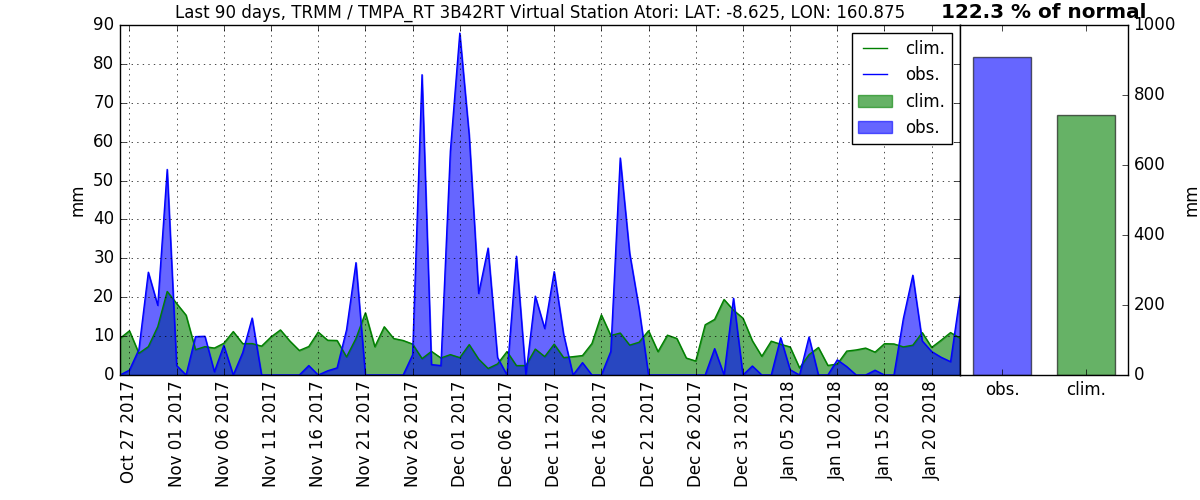 Last 90 days, TRMM / TMPA_RT 3B42RT Virtual Station Atori: LAT: -8.625, LON: 160.875
122.3 % of normal
90
80
70
60
50
40
30
20
10
0
mm
clim.
obs.
clim.
obs.
1000
800
600
400
200
0
mm
Oct 27 2017
Nov 01 2017
Nov 06 2017
Nov 11 2017
Nov 16 2017
Nov 21 2017
Nov 26 2017
Dec 01 2017
Dec 06 2017
Dec 11 2017
Dec 16 2017
Dec 21 2017
Dec 26 2017
Dec 31 2017
Jan 05 2018
Jan 10 2018
Jan 15 2018
Jan 20 2018
obs.
clim.